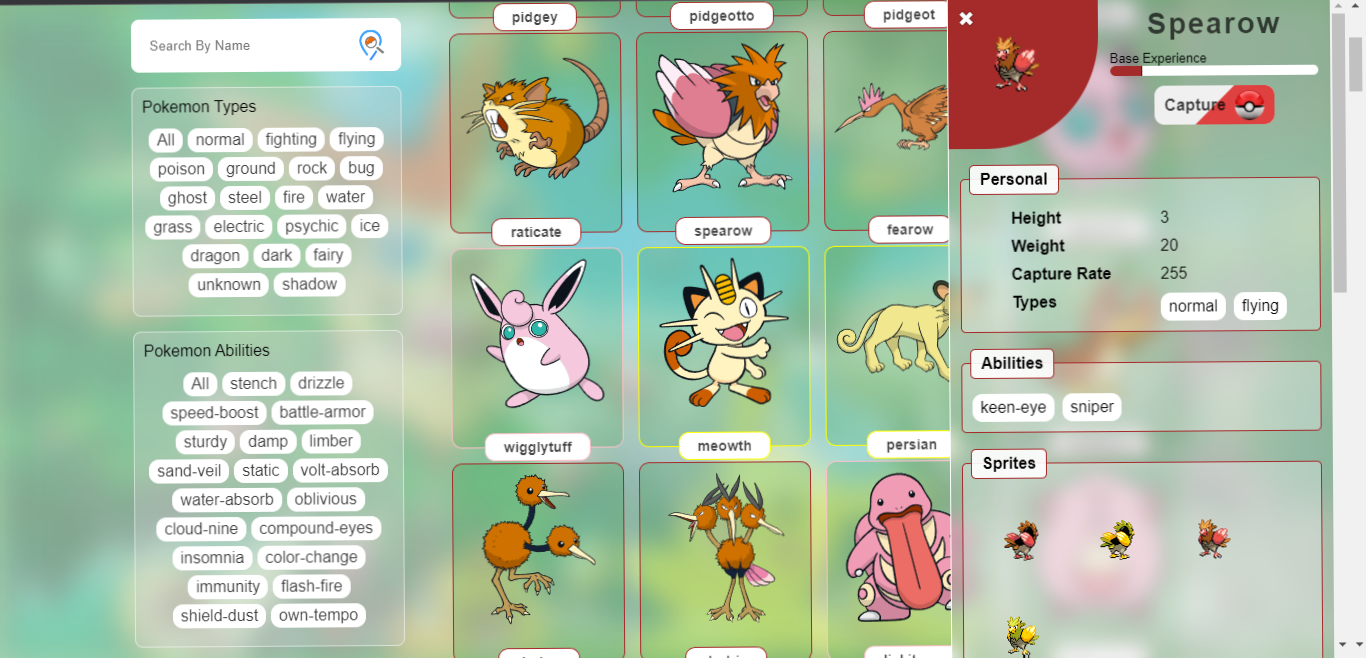 Search By Name
Pokemon Types
All normal fighting flying
poison ground rock bug
ghost steel fire water
grass electric psychic ice
dragon dark fairy
unknown shadow
Pokemon Abilities
All stench drizzle
speed-boost battle-armor
sturdy damp limber
sand-veil static volt-absorb
water-absorb oblivious
cloud-nine compound-eyes
insomnia color-change
immunity flash-fire
shield-dust own-tempo
pidgey pidgeotto pidgeot
raticate spearow fearow
wigglytuff meowth persian
Spearow
Base Experience
Capture
Personal
Height 3
Weight 20
Capture Rate 255
Types normal flying
Abilities
keen-eye sniper
Sprites